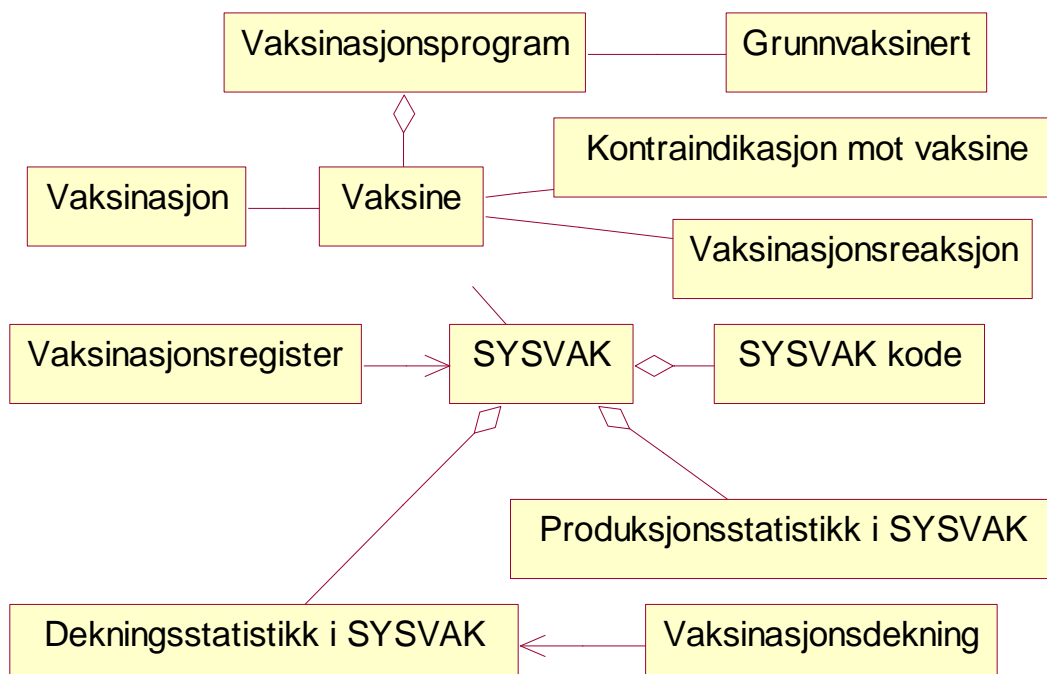 Vaksinasjonsprogram
Grunnvaksinert
Kontraindikasjon mot vaksine
Vaksinasjon
Vaksine
Vaksinasjonsreaksjon
Vaksinasjonsregister
SYSVAK
SYSVAK kode
Produksjonsstatistikk i SYSVAK
Dekningsstatistikk i SYSVAK
Vaksinasjonsdekning